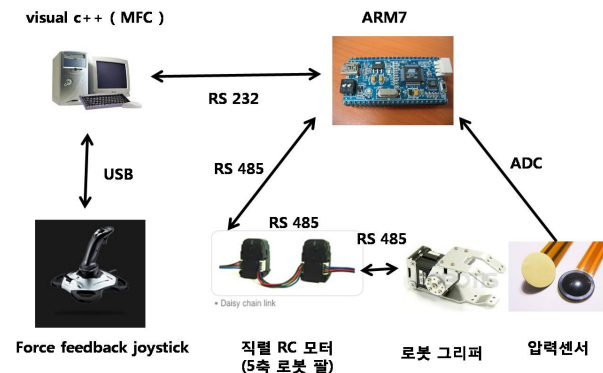 visual c++ ( MFC )
ARM7
RS 232
USB
RS 485
ADC
RS 485
RS 485
• Daisy chain link
Force feedback joystick
직렬 RC 모터
(5축 로봇 팔)
로봇 그리퍼
압력센서